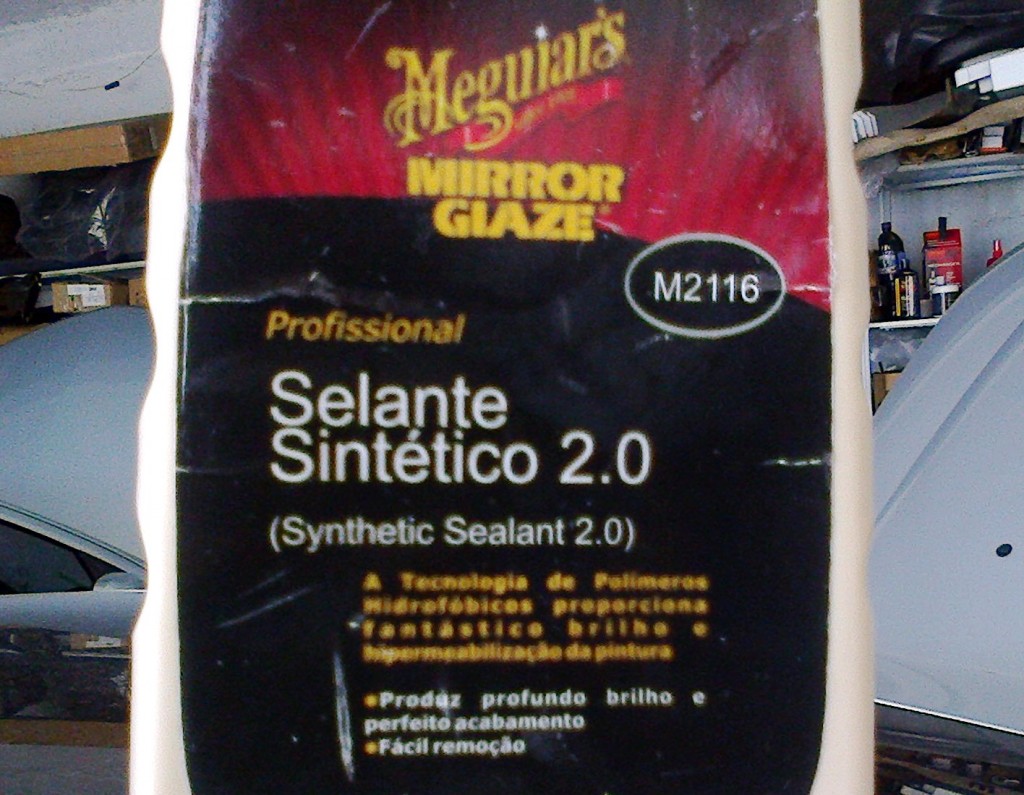 Meguiar's
MIRROR
GLAZE
M2116
Profissional
Selante
Sintético 2.0
(Synthetic Sealant 2.0)
A Tecnologia de Polímeros
Hidrofóbicos proporciona
fantástico brilho e
hipermeabilização da pintura
•Produz profundo brilho e
perfeito acabamento
•Fácil remoção